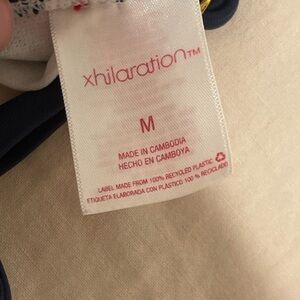 xhilaration™
M
MADE IN CAMBODIA
HECHO EN CAMBOYA
LABEL MADE FROM 100% RECYCLED PLASTIC
ETIQUETA ELABORADA CON PLASTICO 100 % RECICLADO